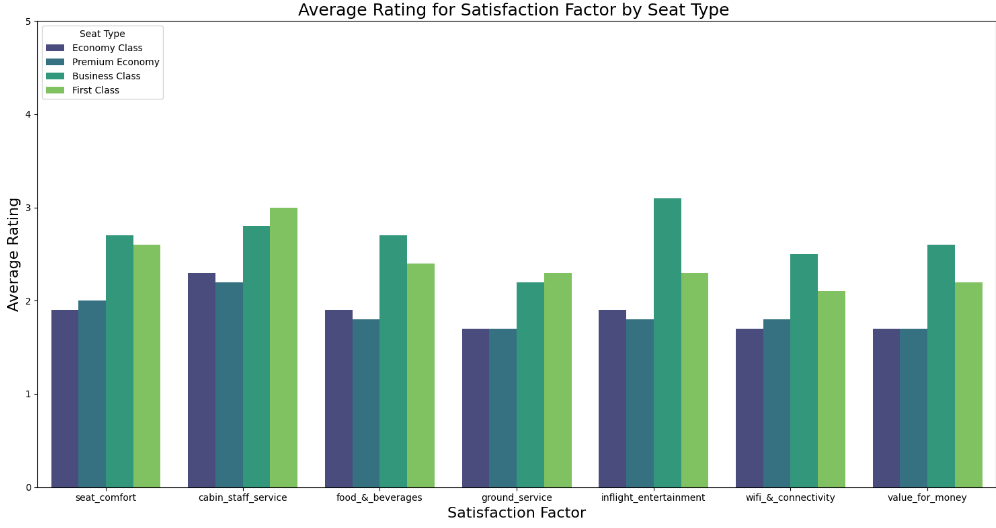 Average Rating for Satisfaction Factor by Seat Type
Seat Type
Economy Class
Premium Economy
Business Class
First Class
Average Rating
5
4
3
2
1
0
seat_comfort
cabin_staff_service
food_&_beverages
ground_service
inflight_entertainment
wifi_&_connectivity
value_for_money
Satisfaction Factor